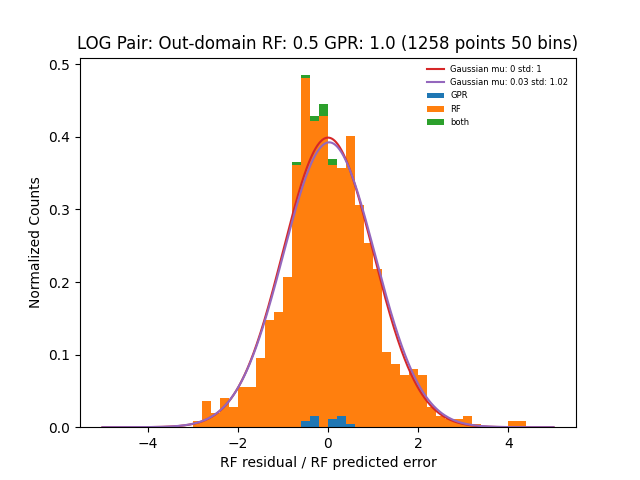 LOG Pair: Out-domain RF: 0.5 GPR: 1.0 (1258 points 50 bins)
Gaussian mu: 0 std: 1
Gaussian mu: 0.03 std: 1.02
GPR
RF
both
Normalized Counts
0.5
0.4
0.3
0.2
0.1
0.0
−4
−2
0
2
4
RF residual / RF predicted error